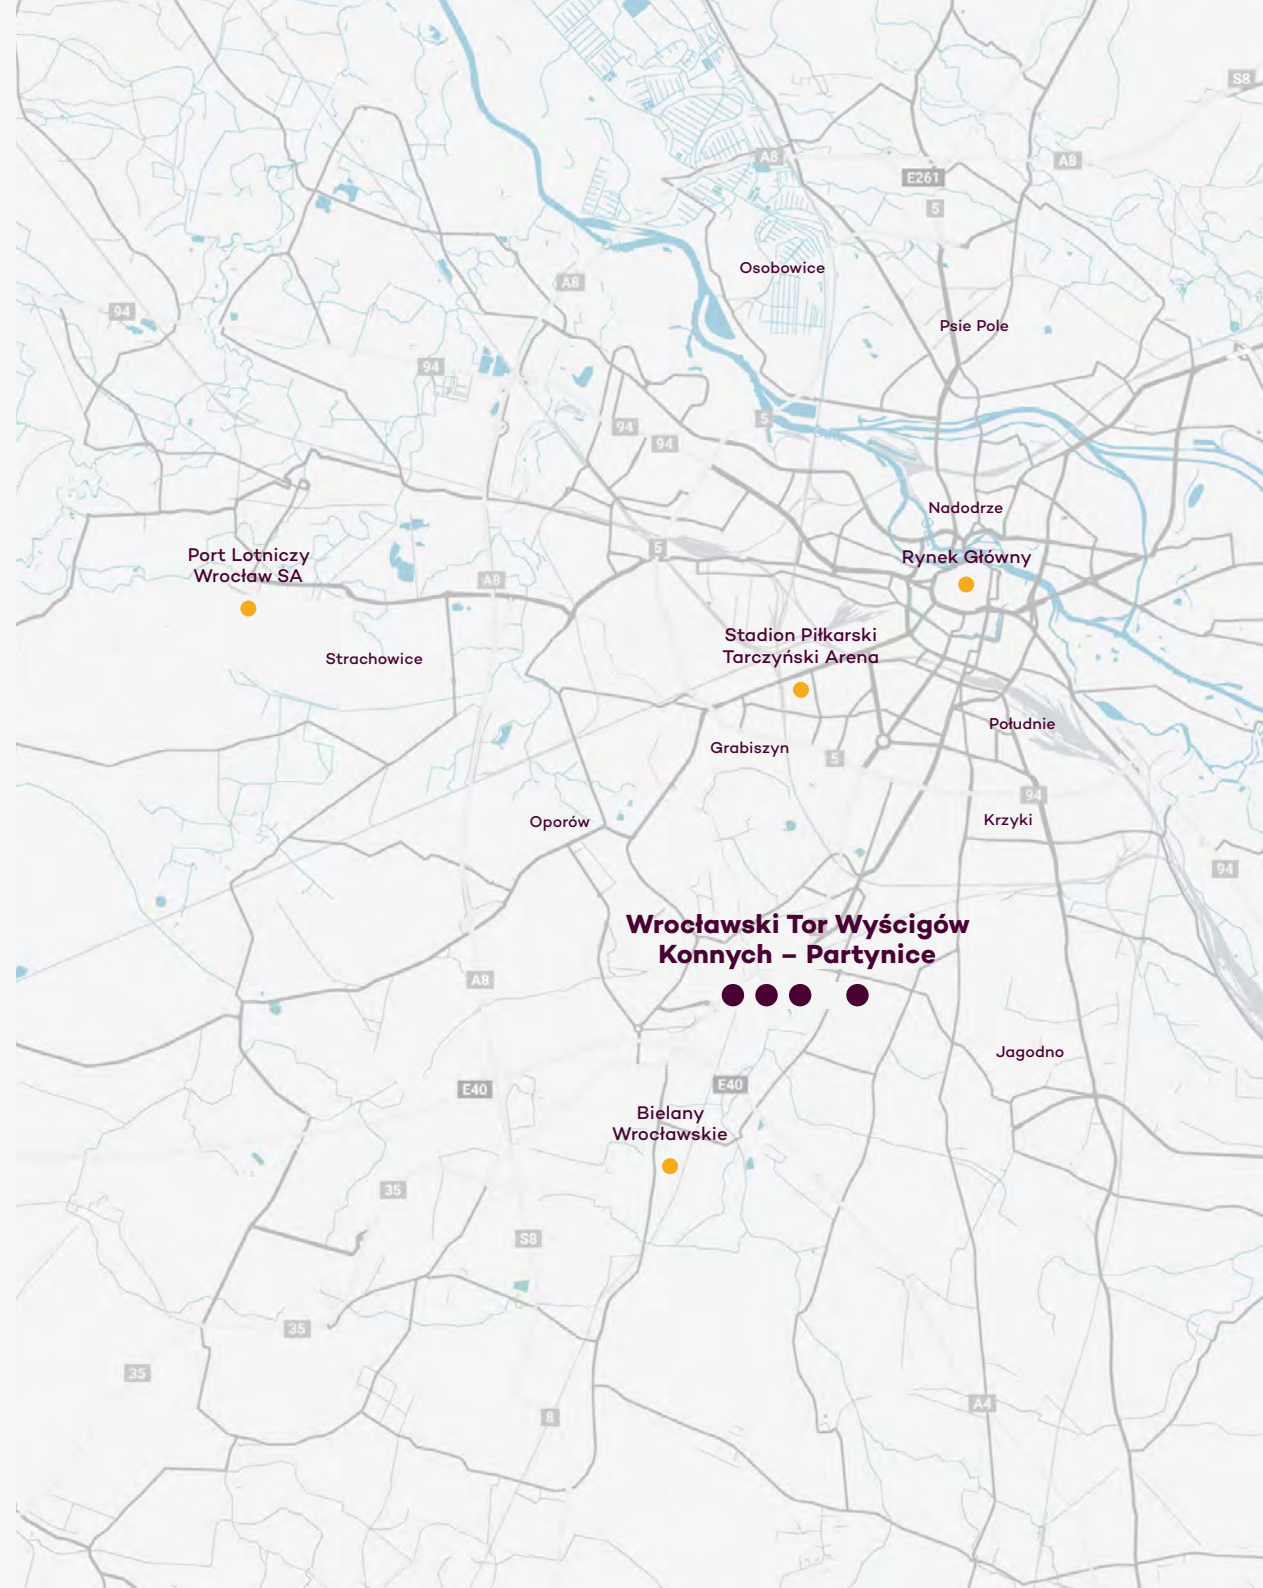 S8
A8
A8
E261
5
Osobowice
A8
94
Psie Pole
94
5
94
94
Nadodrze
5
Rynek Główny
Port Lotniczy
Wrocław SA
A8
Stadion Piłkarski
Tarczyński Arena
Strachowice
Południe
Grabiszyn
5
94
Oporów
Krzyki
94
Wrocławski Tor Wyścigów
Konnych – Partynice
A8
Jagodno
E40
E40
Bielany
Wrocławskie
35
S8
35
35
A4
8